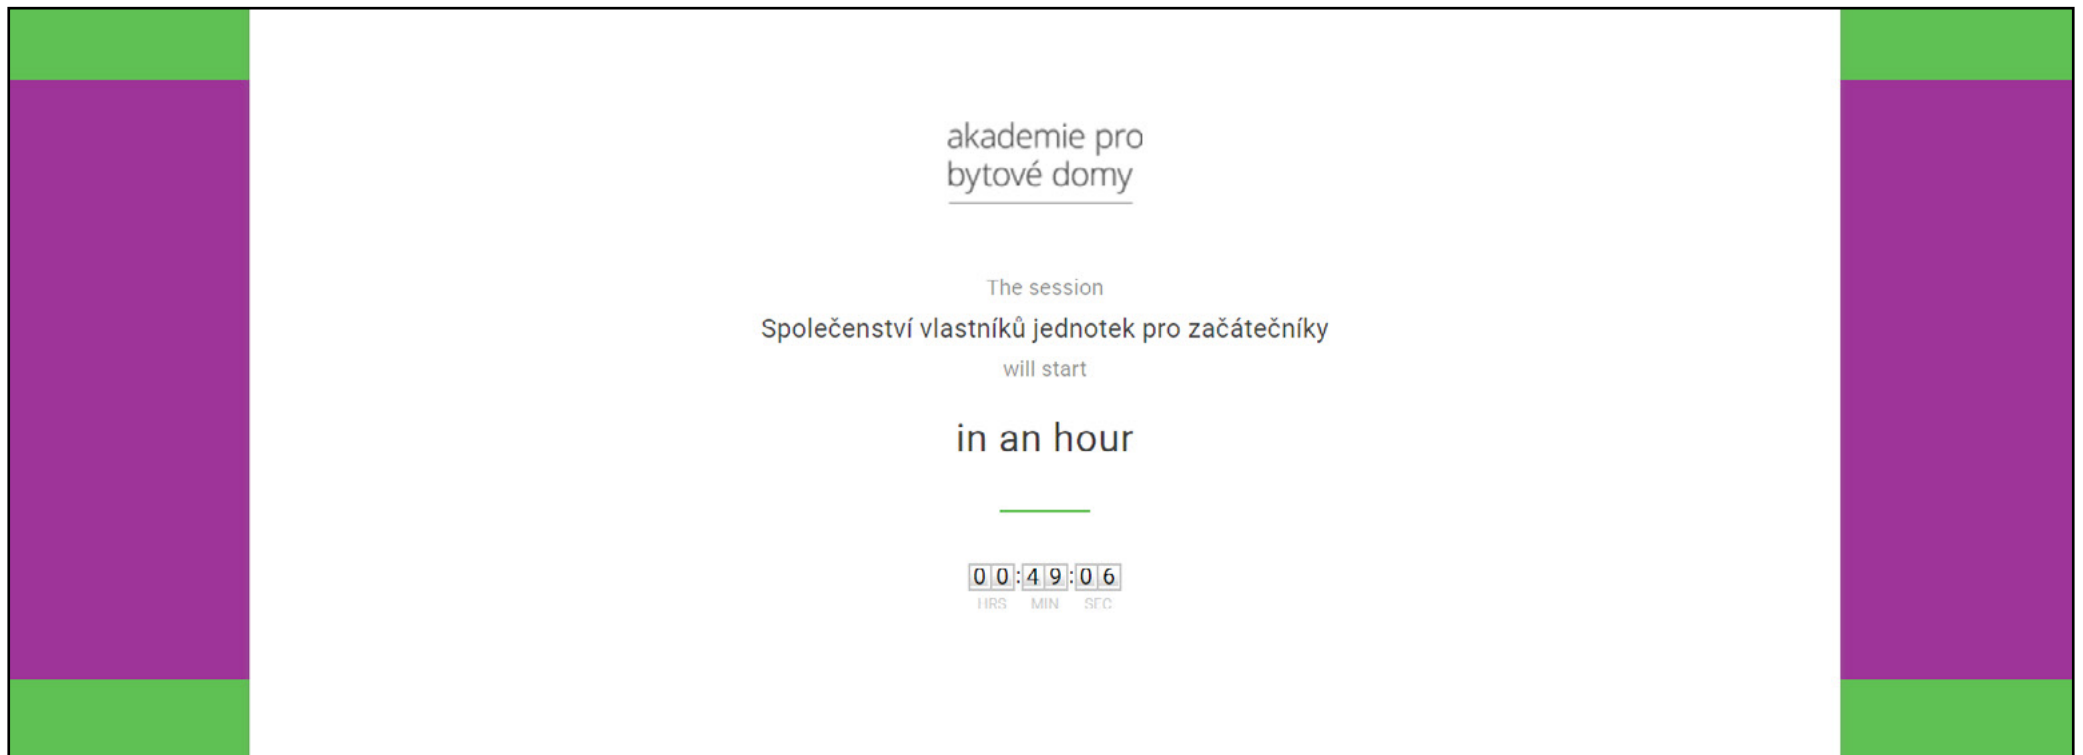 akademie pro
bytové domy
The session
Společenství vlastníků jednotek pro začátečníky
will start
in an hour
00:49:06
HRS MIN SEC